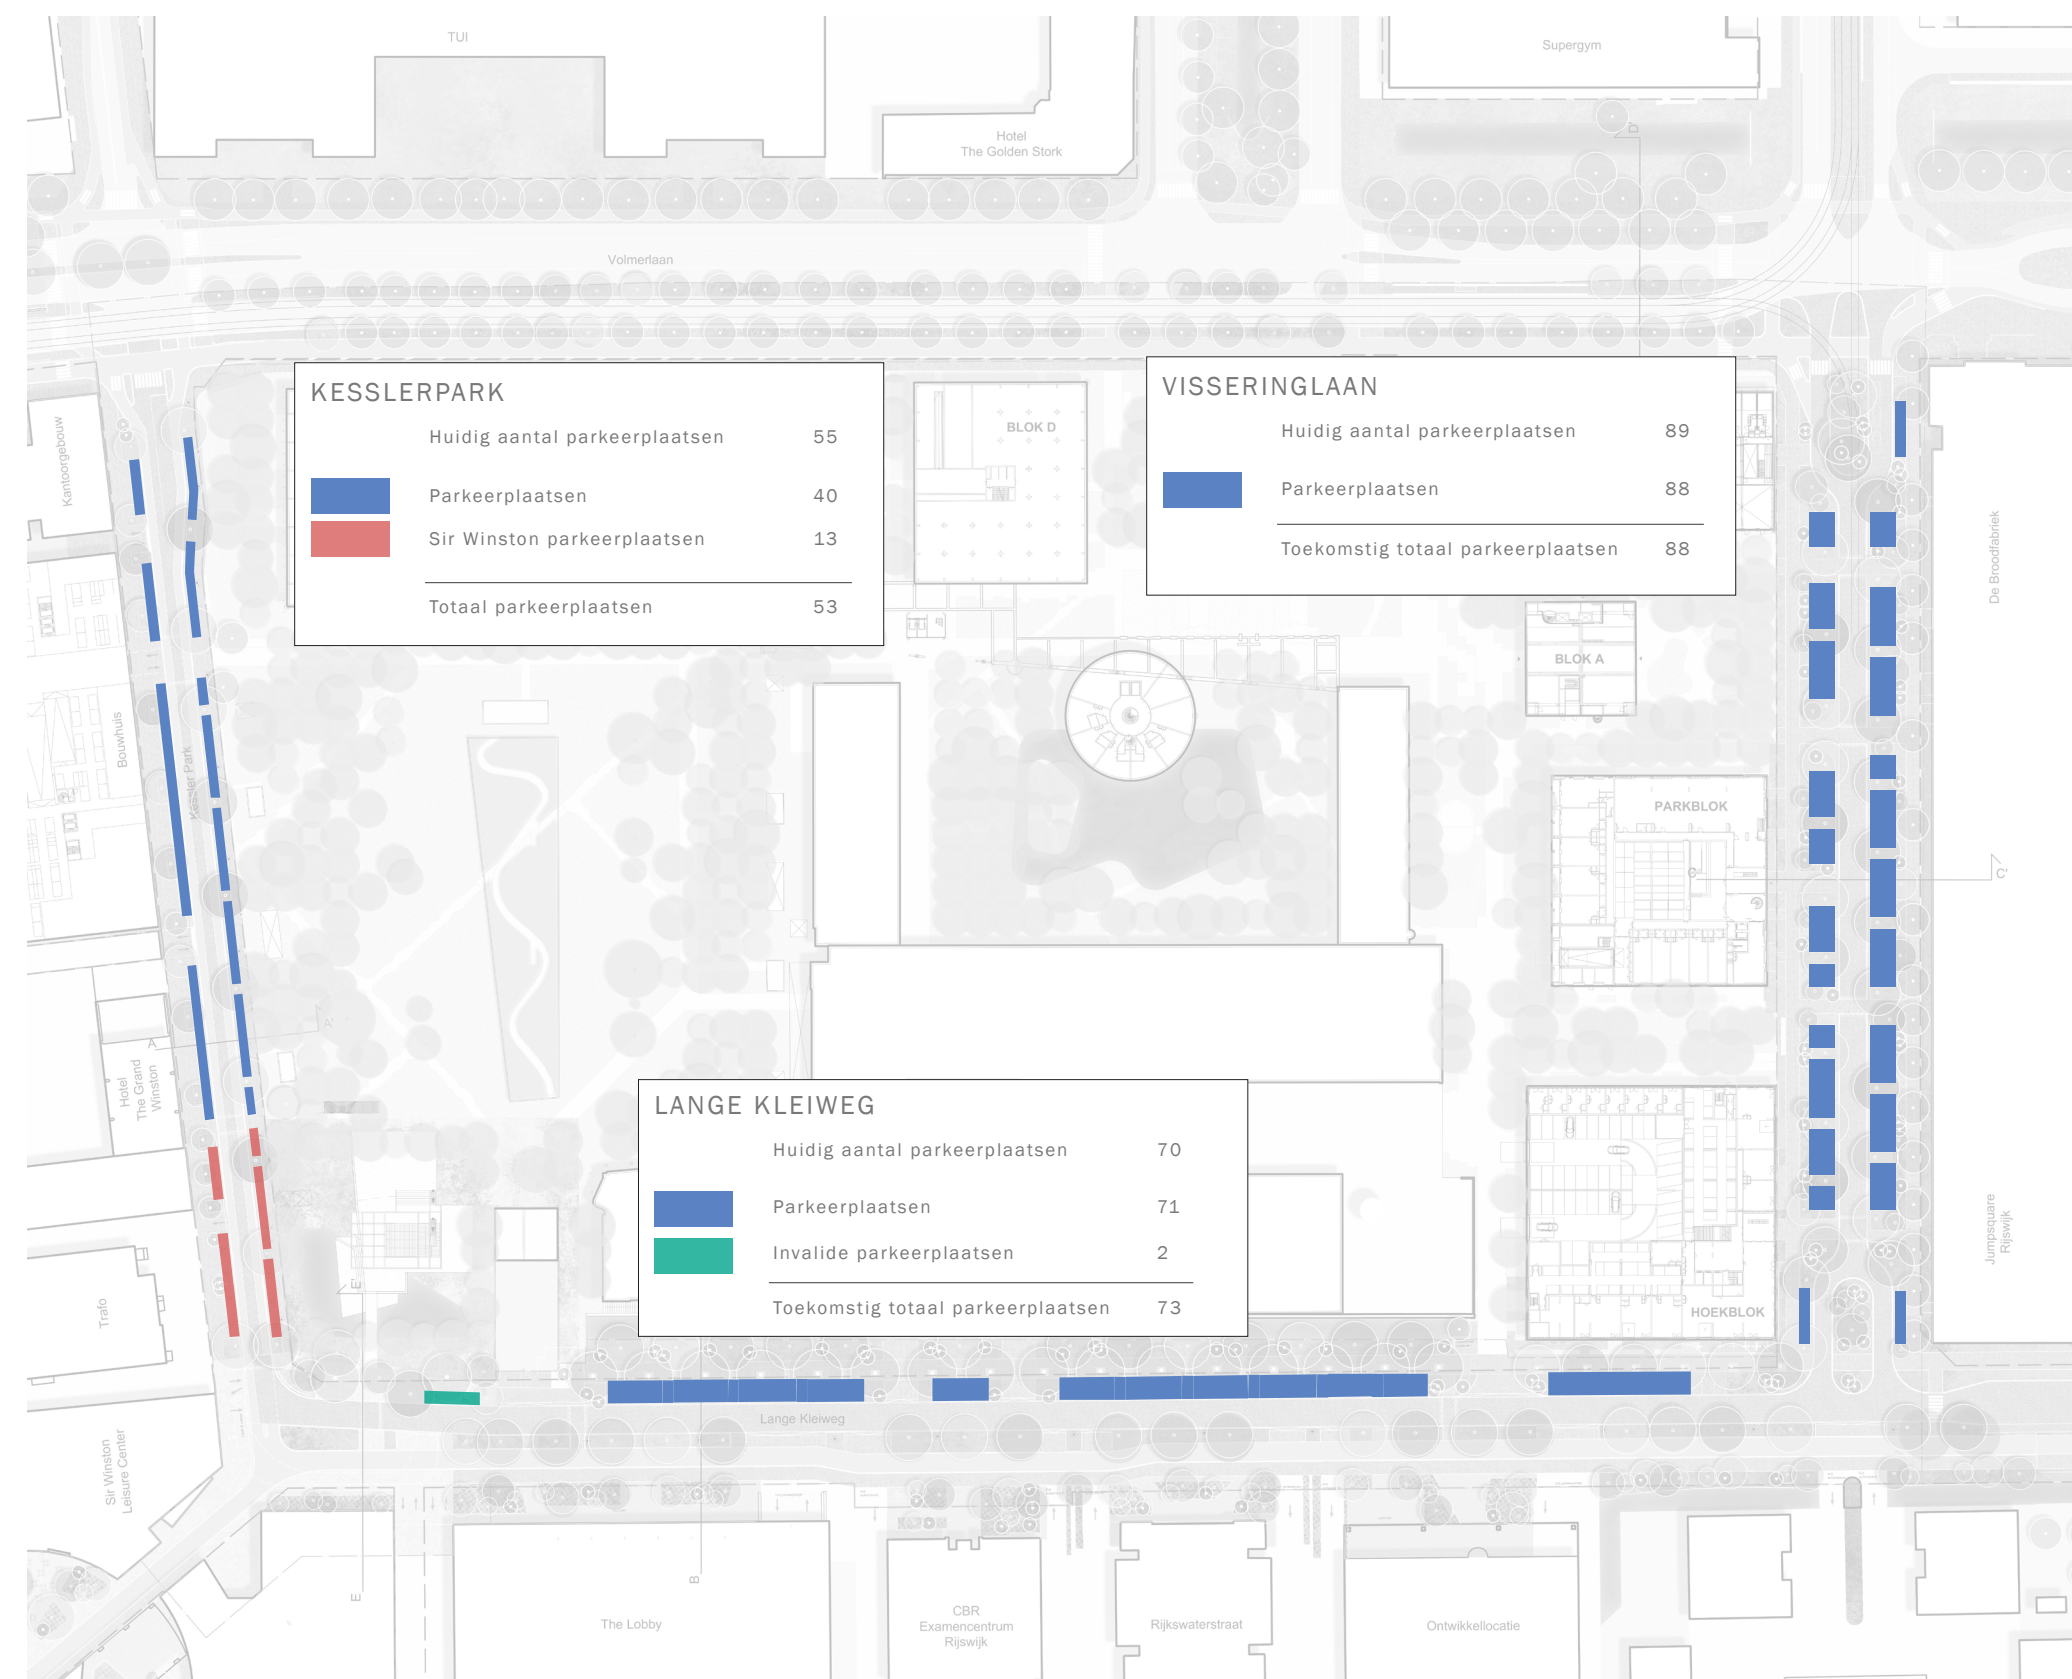 TUI
Supergym
Hotel
The Golden Stork
D'
Volmerlaan
KESSLERPARK
Huidig aantal parkeerplaatsen 55
Parkeerplaatsen 40
Sir Winston parkeerplaatsen 13
Totaal parkeerplaatsen 53
BLOK D
VISSERINGLAAN
Huidig aantal parkeerplaatsen 89
Parkeerplaatsen 88
Toekomstig totaal parkeerplaatsen 88
Kantoorgebouw
De Broodfabriek
BLOK A
Bouwhuis
Kessler Park
PARKBLOK
C
C'
A
A'
Hotel
The Grand
Winston
LANGE KLEIWEG
Huidig aantal parkeerplaatsen 70
Parkeerplaatsen 71
Invalide parkeerplaatsen 2
Toekomstig totaal parkeerplaatsen 73
Jumpsquare
Rijswijk
Trafo
E'
HOEKBLOK
Lange Kleiweg
Sir Winston
Leisure Center
E
B
The Lobby
CBR
Examencentrum
Rijswijk
Rijkswaterstraat
Ontwikkellocatie